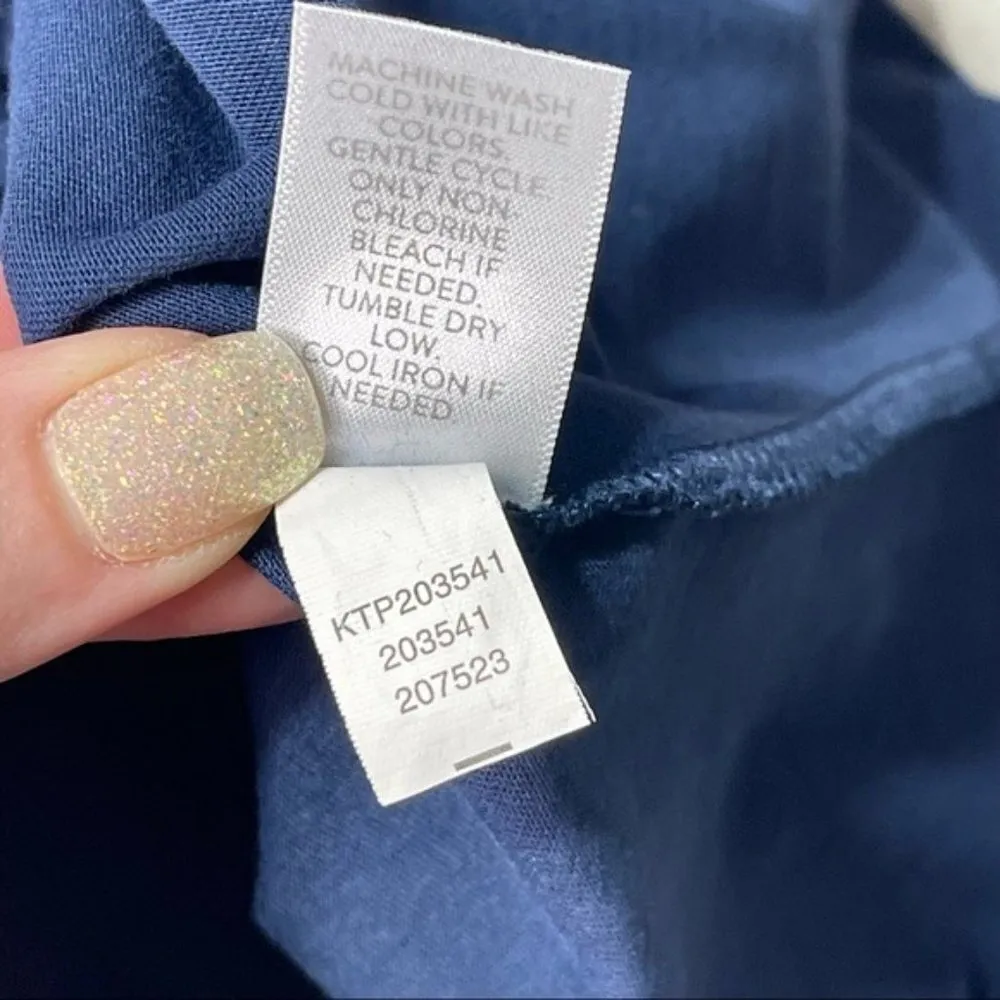 MACHINE WASH
COLD WITH LIKE
COLORS.
GENTLE CYCLE.
ONLY NON-
CHLORINE
BLEACH IF
NEEDED.
TUMBLE DRY
LOW.
COOL IRON IF
NEEDED
KTP203541
203541
207523